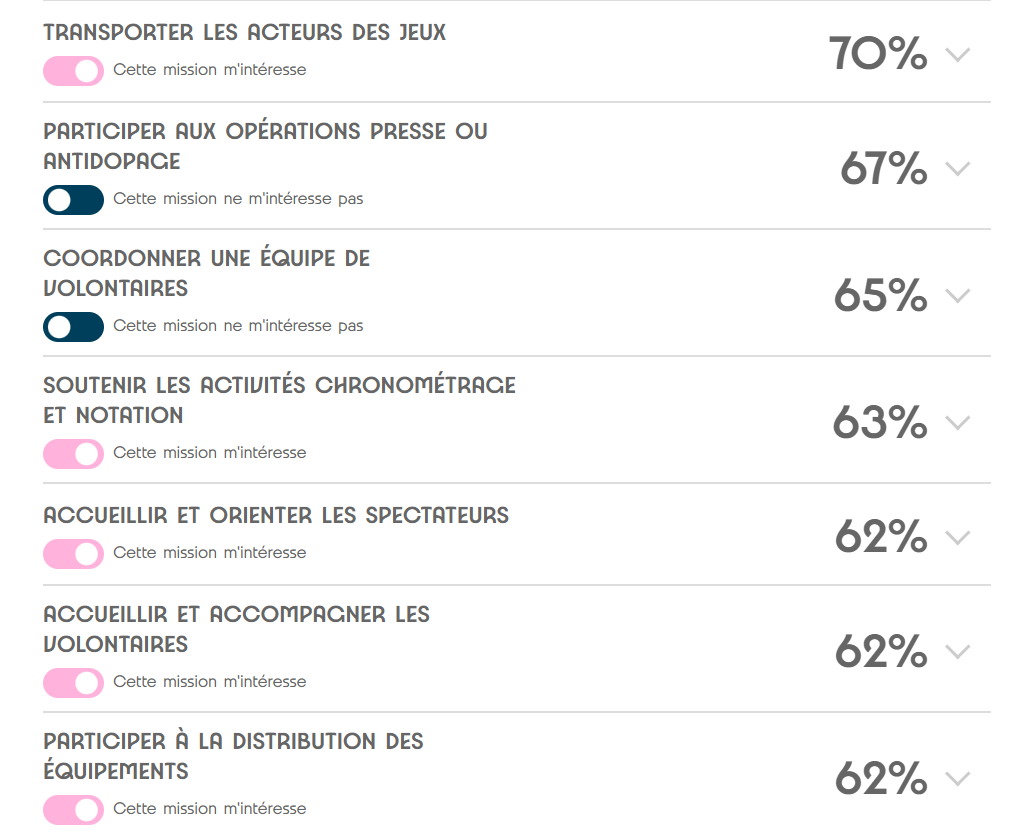 TRANSPORTER LES ACTEURS DES JEUX
Cette mission m'intéresse
70%
PARTICIPER AUX OPÉRATIONS PRESSE OU
ANTIDOPAGE
Cette mission ne m'intéresse pas
67%
COORDONNER UNE ÉQUIPE DE
VOLONTAIRES
Cette mission ne m'intéresse pas
65%
SOUTENIR LES ACTIVITÉS CHRONOMÉTRAGE
ET NOTATION
Cette mission m'intéresse
63%
ACCUEILLIR ET ORIENTER LES SPECTATEURS
Cette mission m'intéresse
62%
ACCUEILLIR ET ACCOMPAGNER LES
VOLONTAIRES
Cette mission m'intéresse
62%
PARTICIPER À LA DISTRIBUTION DES
ÉQUIPEMENTS
Cette mission m'intéresse
62%